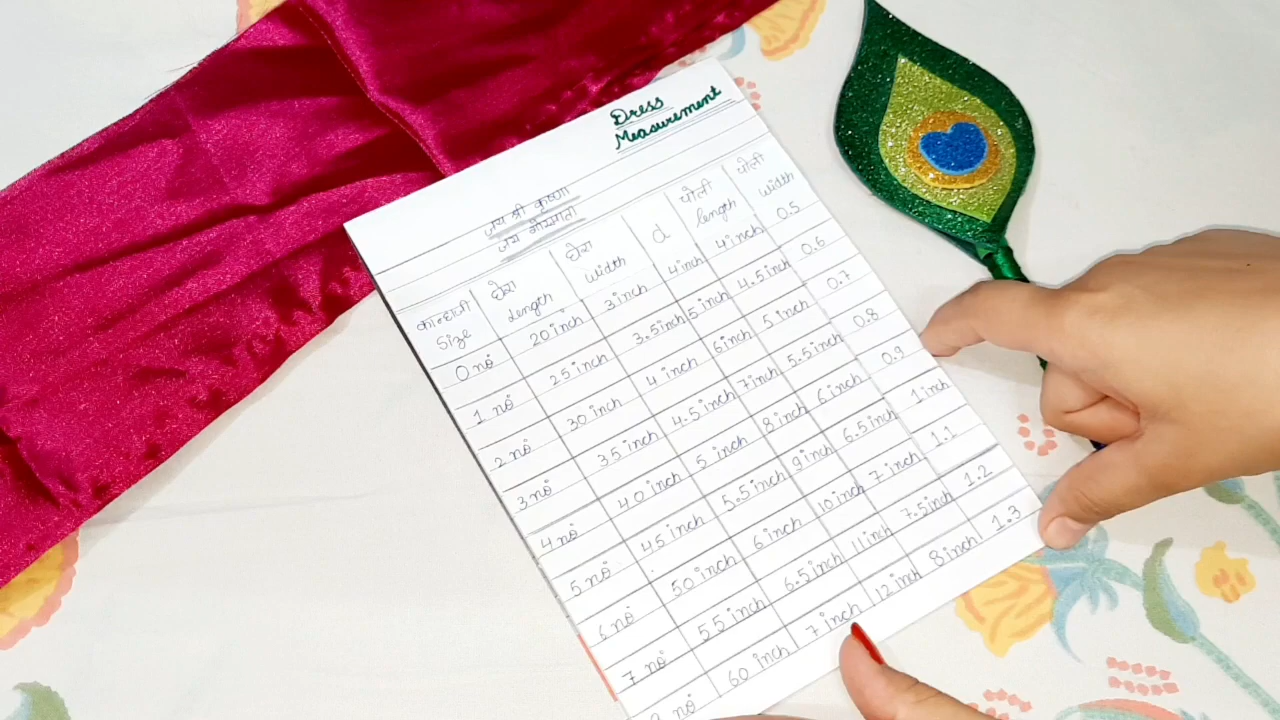 Dress
Measurement
जय श्री कृष्णा
जय गौरमाता
कान्हाजी Size घेरा Length घेरा width d चोली length चोली width
0 no 20 inch 3 inch 4 inch 4 inch 0.5
1 no 25 inch 3.5 inch 5 inch 4.5 inch 0.6
2 no 30 inch 4 inch 6 inch 5 inch 0.7
3 no 35 inch 4.5 inch 7 inch 5.5 inch 0.8
4 no 40 inch 5 inch 8 inch 6 inch 0.9
5 no 45 inch 5.5 inch 9 inch 6.5 inch 1 inch
6 no 50 inch 6 inch 10 inch 7 inch 1.1
7 no 55 inch 6.5 inch 11 inch 7.5 inch 1.2
no 60 inch 7 inch 12 inch 8 inch 1.3